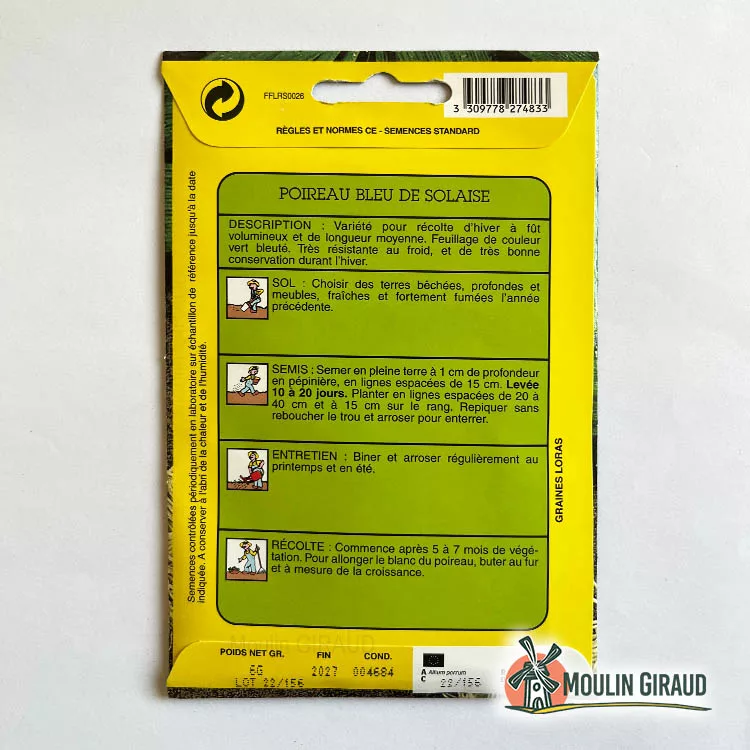 FFLRS0026
3 309778 274833
RÈGLES ET NORMES CE - SEMENCES STANDARD
POIREAU BLEU DE SOLAISE
DESCRIPTION : Variété pour récolte d'hiver à fût
volumineux et de longueur moyenne. Feuillage de couleur
vert bleuté. Très résistante au froid, et de très bonne
conservation durant l'hiver.
SOL : Choisir des terres bêchées, profondes et
meubles, fraîches et fortement fumées l'année
précédente.
SEMIS : Semer en pleine terre à 1 cm de profondeur
en pépinière, en lignes espacées de 15 cm. Levée
10 à 20 jours. Planter en lignes espacées de 20 à
40 cm et à 15 cm sur le rang. Repiquer sans
reboucher le trou et arroser pour enterrer.
ENTRETIEN : Biner et arroser régulièrement au
printemps et en été.
RÉCOLTE : Commence après 5 à 7 mois de végé-
tation. Pour allonger le blanc du poireau, buter au fur
et à mesure de la croissance.
Semences contrôlées périodiquement en laboratoire sur échantillon de référence jusqu'à la date
indiquée. A conserver à l'abri de la chaleur et de l'humidité.
GRAINES LORAS
Moulin GIRAUD
POIDS NET GR. FIN COND.
6G 2027 004684
LOT 22/156
A Allium porrum
C 22/156
MOULIN GIRAUD